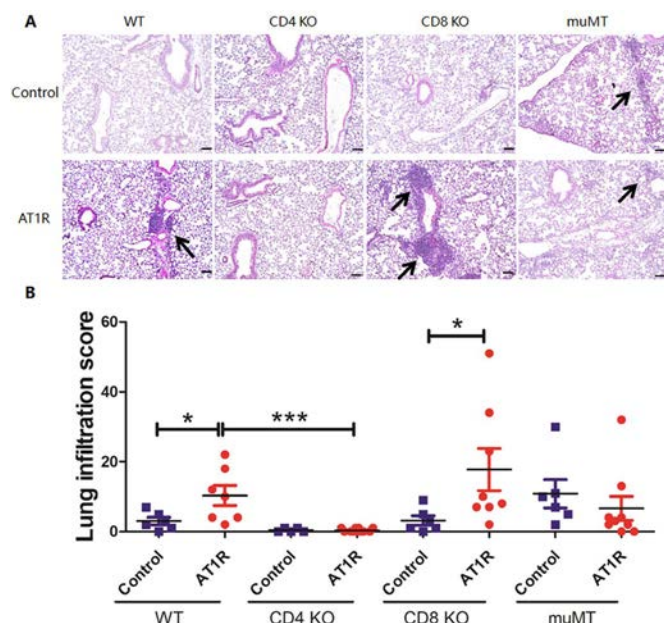 A WT CD4 KO CD8 KO muMT
Control
AT1R
B
Lung infiltration score
60
40
20
0
* *** *
Control AT1R Control AT1R Control AT1R Control AT1R
WT CD4 KO CD8 KO muMT